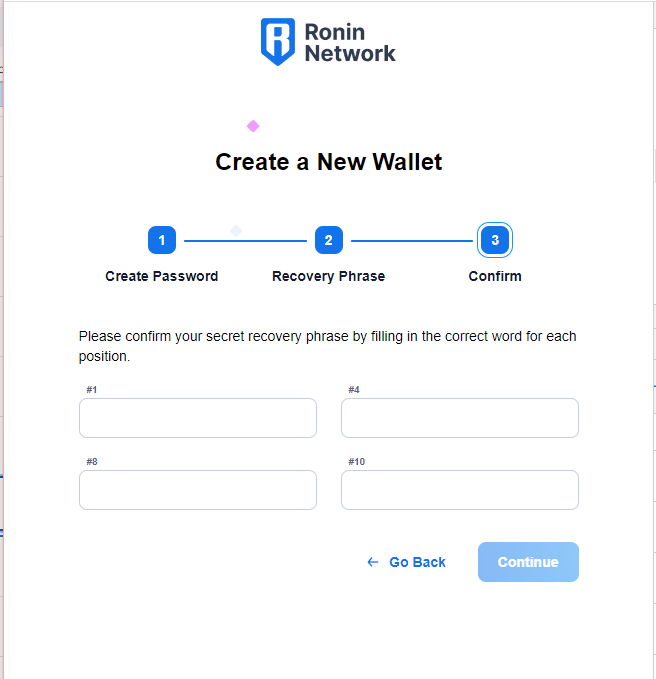 Ronin
Network
Create a New Wallet
1
2
3
Create Password
Recovery Phrase
Confirm
Please confirm your secret recovery phrase by filling in the correct word for each
position.
#1
#4
#8
#10
← Go Back
Continue